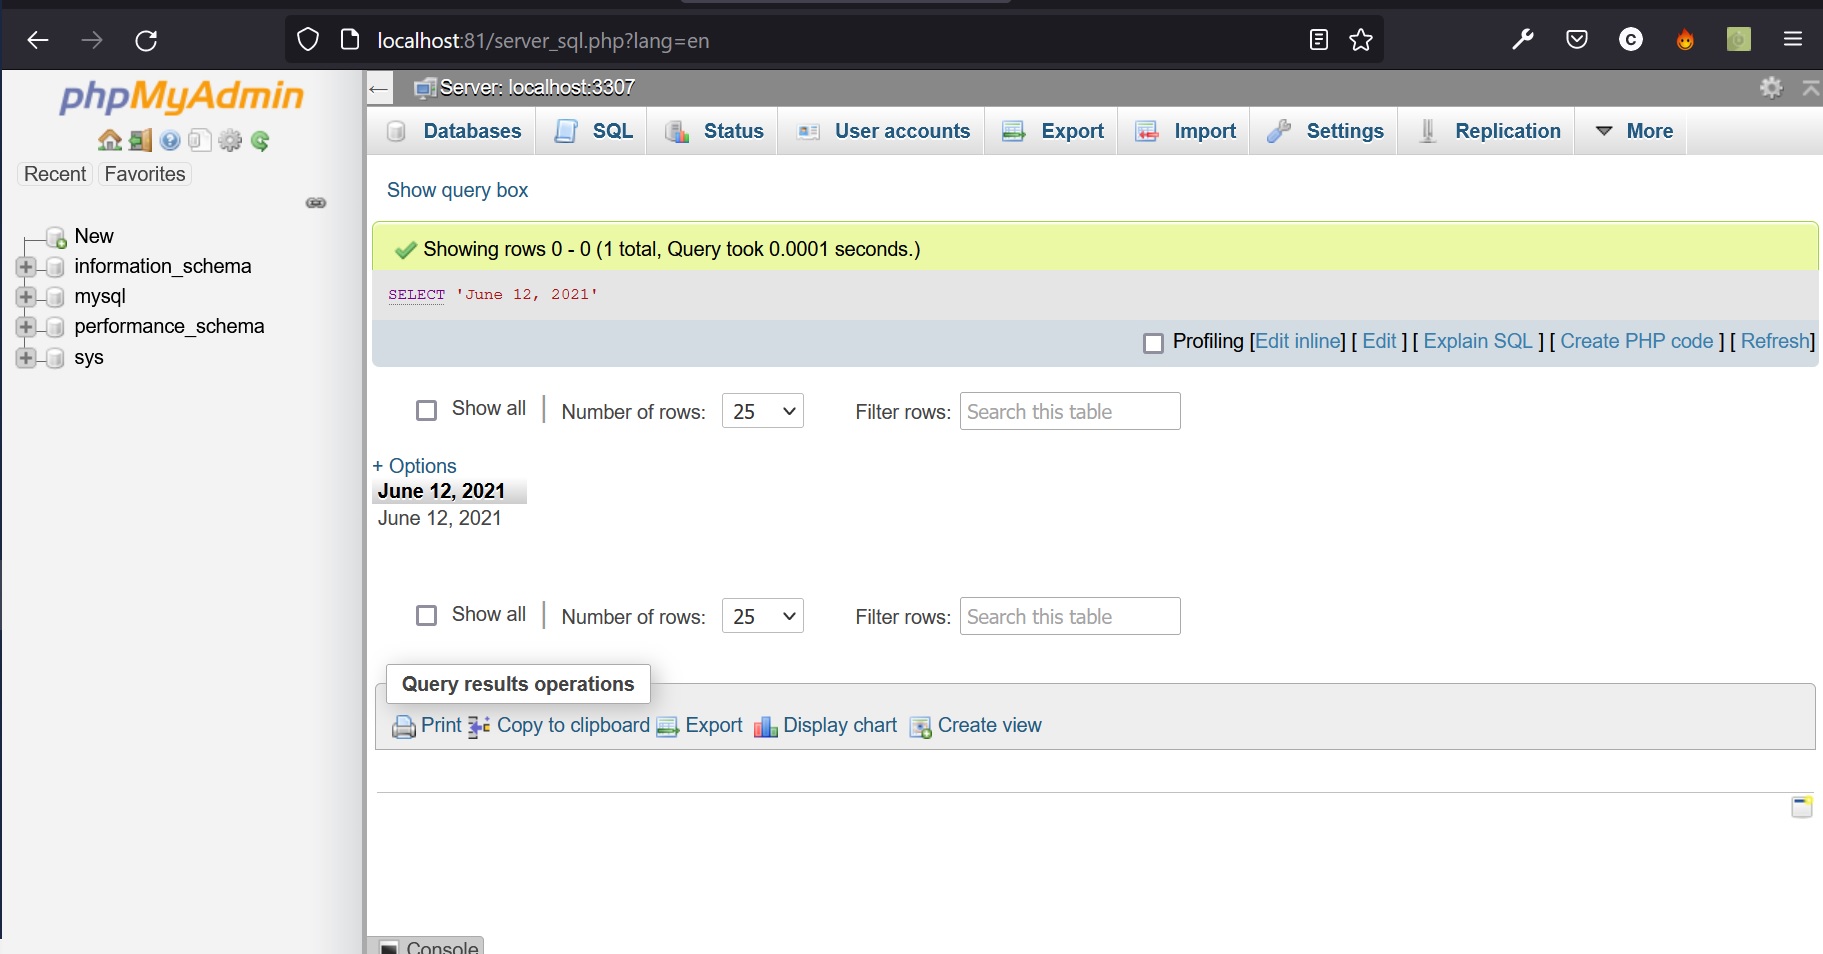 localhost:81/server_sql.php?lang=en
C
phpMyAdmin
Recent Favorites
New
information_schema
mysql
performance_schema
sys
Server: localhost:3307
Databases SQL Status User accounts Export Import Settings Replication More
Show query box
Showing rows 0 - 0 (1 total, Query took 0.0001 seconds.)
SELECT 'June 12, 2021'
Profiling [Edit inline] [ Edit ] [ Explain SQL ] [ Create PHP code ] [ Refresh]
Show all | Number of rows: 25 Filter rows: Search this table
+ Options
June 12, 2021
June 12, 2021
Show all | Number of rows: 25 Filter rows: Search this table
Query results operations
Print Copy to clipboard Export Display chart Create view
Console